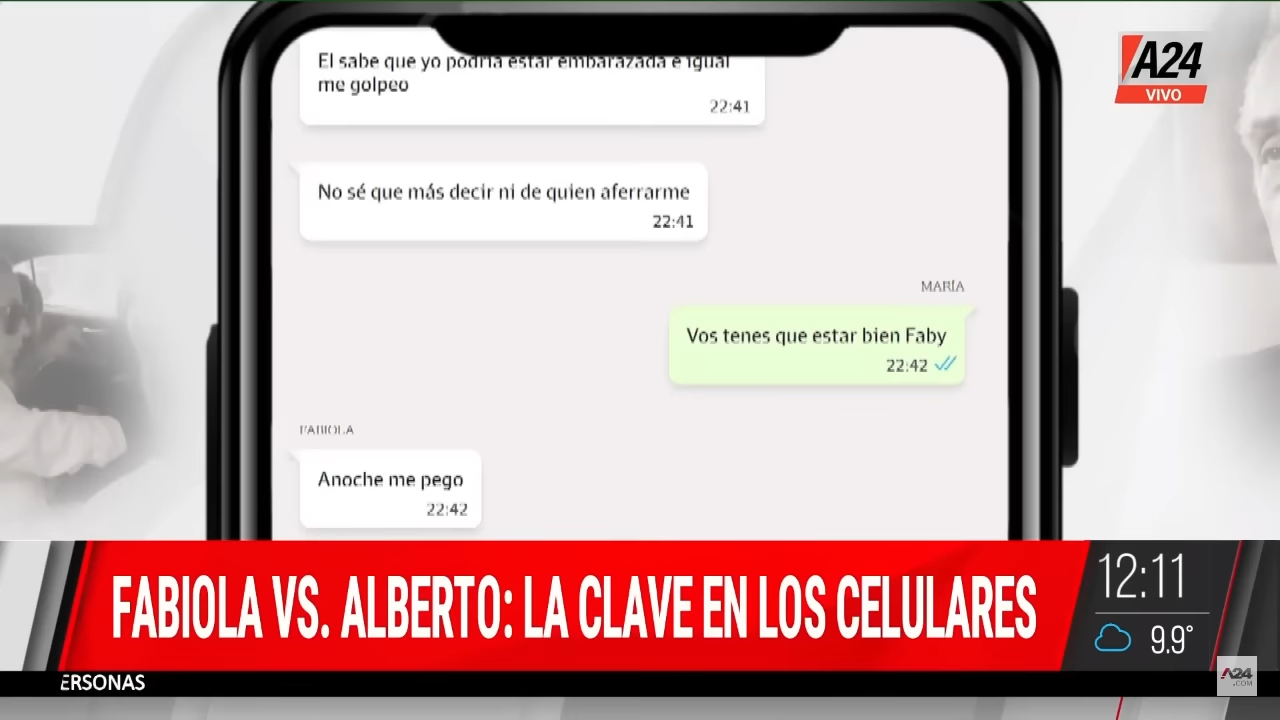 El sabe que yo podría estar embarazada e igual
me golpeo
22:41
A24
VIVO
No sé que más decir ni de quien aferrarme
22:41
MARÍA
Vos tenes que estar bien Faby
22:42
FABIOLA
Anoche me pego
22:42
FABIOLA VS. ALBERTO: LA CLAVE EN LOS CELULARES
12:11
9.9°
ERSONAS
A24
.COM